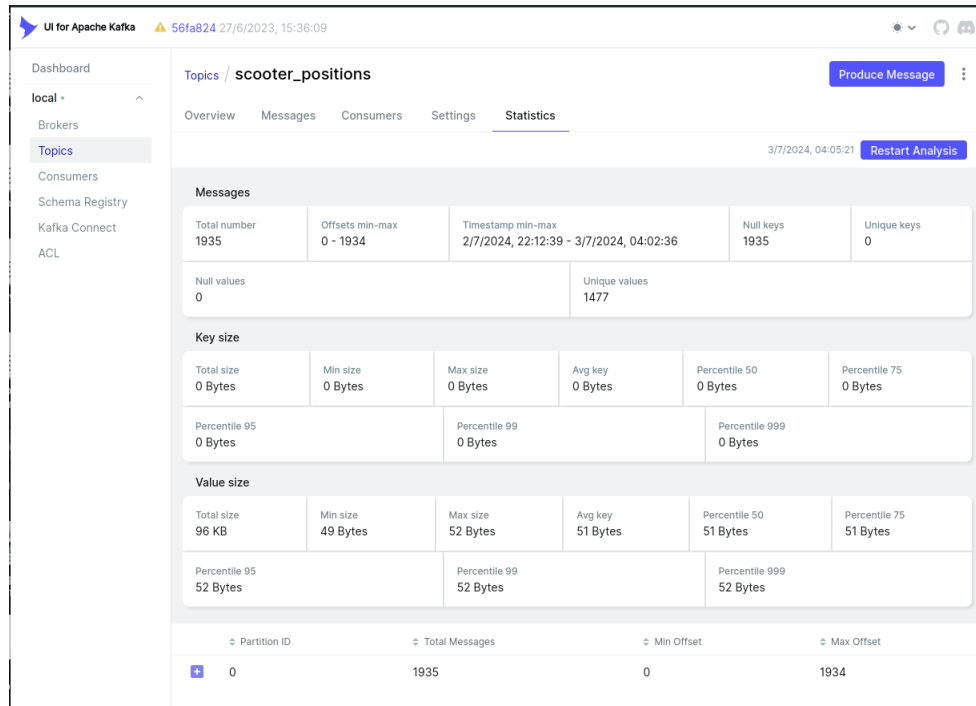 UI for Apache Kafka 56fa824 27/6/2023, 15:36:09
Dashboard
local
Brokers
Topics
Consumers
Schema Registry
Kafka Connect
ACL
Topics / scooter_positions
Produce Message
Overview Messages Consumers Settings Statistics
3/7/2024, 04:05:21 Restart Analysis
Messages
Total number Offsets min-max Timestamp min-max Null keys Unique keys
1935 0 - 1934 2/7/2024, 22:12:39 - 3/7/2024, 04:02:36 1935 0
Null values Unique values
0 1477
Key size
Total size Min size Max size Avg key Percentile 50 Percentile 75
0 Bytes 0 Bytes 0 Bytes 0 Bytes 0 Bytes 0 Bytes
Percentile 95 Percentile 99 Percentile 999
0 Bytes 0 Bytes 0 Bytes
Value size
Total size Min size Max size Avg key Percentile 50 Percentile 75
96 KB 49 Bytes 52 Bytes 51 Bytes 51 Bytes 51 Bytes
Percentile 95 Percentile 99 Percentile 999
52 Bytes 52 Bytes 52 Bytes
Partition ID Total Messages Min Offset Max Offset
0 1935 0 1934